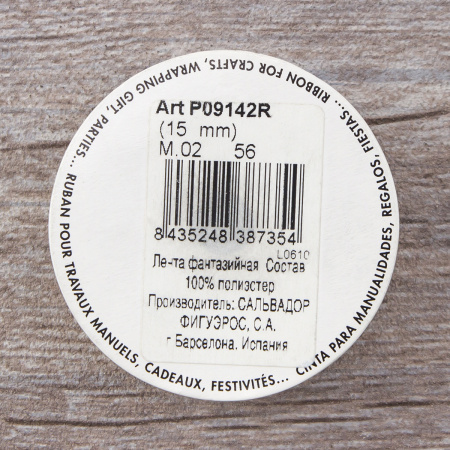 RIBBON FOR CRAFTS, WRAPPING GIFT, PARTIES...
RUBAN POUR TRAVAUX MANUELS, CADEAUX, FESTIVITÉS...
CINTA PARA MANUALIDADES, REGALOS, FIESTAS...
Art P09142R
(15 mm)
M.02 56
8 435248 387354
L0610
Лента фантазийная Состав
100% полиэстер
Производитель: САЛЬВАДОР
ФИГУЭРОС, С.А.
г Барселона, Испания